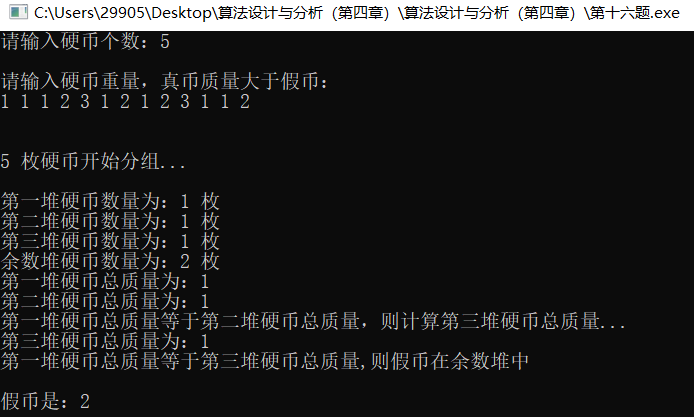 C:\Users\29905\Desktop\算法设计与分析（第四章）\算法设计与分析（第四章）\第十六题.exe
请输入硬币个数：5
请输入硬币重量，真币质量大于假币：
1 1 1 2 3 1 2 1 2 3 1 1 2
5 枚硬币开始分组...
第一堆硬币数量为：1 枚
第二堆硬币数量为：1 枚
第三堆硬币数量为：1 枚
余数堆硬币数量为：2 枚
第一堆硬币总质量为：1
第二堆硬币总质量为：1
第一堆硬币总质量等于第二堆硬币总质量，则计算第三堆硬币总质量...
第三堆硬币总质量为：1
第一堆硬币总质量等于第三堆硬币总质量,则假币在余数堆中
假币是：2